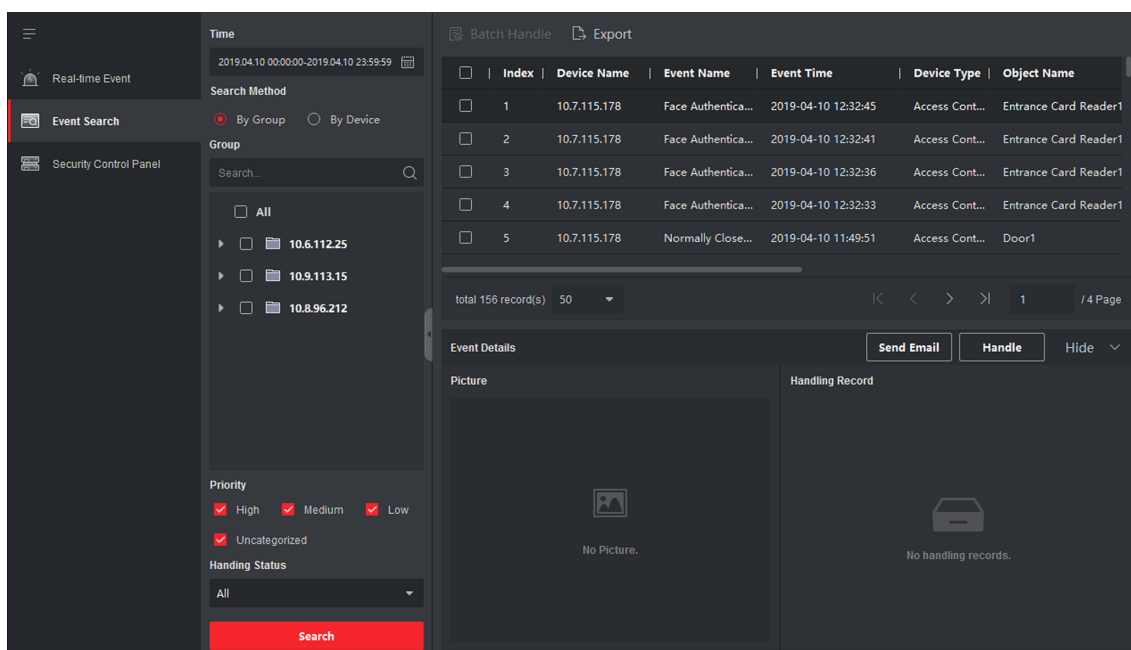 Real-time Event
Event Search
Security Control Panel
Time
2019.04.10 00:00:00-2019.04.10 23:59:59
Search Method
By Group By Device
Group
Search...
All
10.6.112.25
10.9.113.15
10.8.96.212
Priority
High Medium Low
Uncategorized
Handing Status
All
Search
Batch Handle Export
Index Device Name Event Name Event Time Device Type Object Name
1 10.7.115.178 Face Authentica... 2019-04-10 12:32:45 Access Cont... Entrance Card Reader1
2 10.7.115.178 Face Authentica... 2019-04-10 12:32:41 Access Cont... Entrance Card Reader1
3 10.7.115.178 Face Authentica... 2019-04-10 12:32:36 Access Cont... Entrance Card Reader1
4 10.7.115.178 Face Authentica... 2019-04-10 12:32:33 Access Cont... Entrance Card Reader1
5 10.7.115.178 Normally Close... 2019-04-10 11:49:51 Access Cont... Door1
total 156 record(s) 50 1 / 4 Page
Event Details Send Email Handle Hide
Picture Handling Record
No Picture.
No handling records.